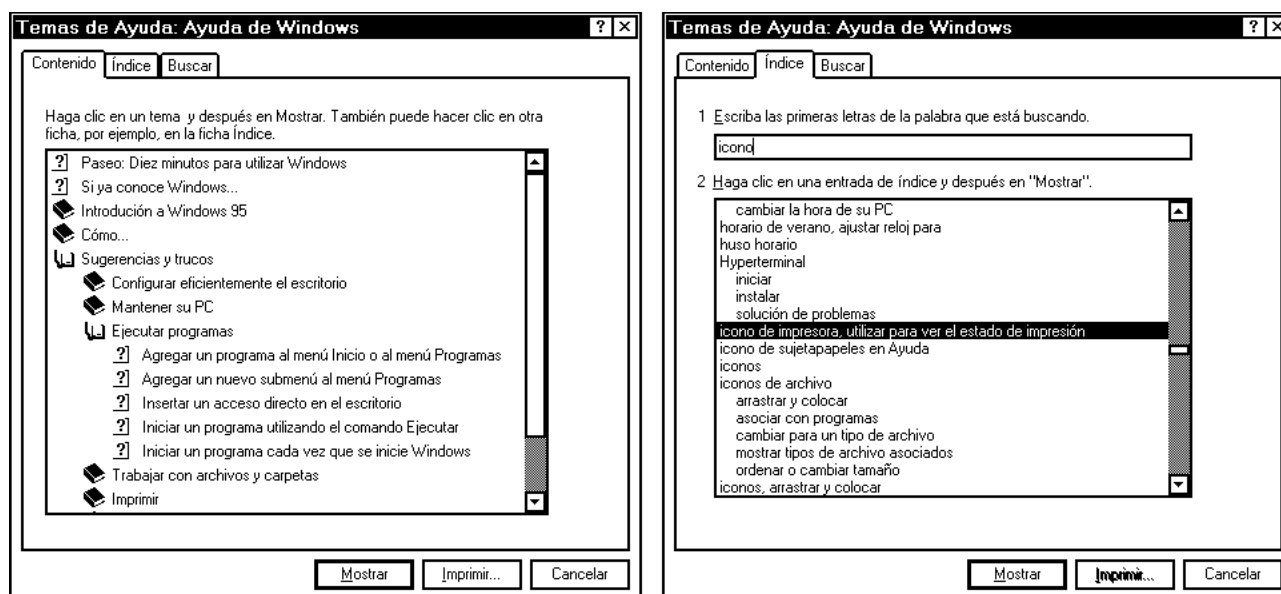 Temas de Ayuda: Ayuda de Windows
Contenido Índice Buscar
Haga clic en un tema y después en Mostrar. También puede hacer clic en otra
ficha, por ejemplo, en la ficha Índice.
Paseo: Diez minutos para utilizar Windows
Si ya conoce Windows...
Introdución a Windows 95
Cómo...
Sugerencias y trucos
Configurar eficientemente el escritorio
Mantener su PC
Ejecutar programas
Agregar un programa al menú Inicio o al menú Programas
Agregar un nuevo submenú al menú Programas
Insertar un acceso directo en el escritorio
Iniciar un programa utilizando el comando Ejecutar
Iniciar un programa cada vez que se inicie Windows
Trabajar con archivos y carpetas
Imprimir
Mostrar Imprimir... Cancelar
Temas de Ayuda: Ayuda de Windows
Contenido Índice Buscar
1 Escriba las primeras letras de la palabra que está buscando.
icono
2 Haga clic en una entrada de índice y después en "Mostrar".
cambiar la hora de su PC
horario de verano, ajustar reloj para
huso horario
Hyperterminal
iniciar
instalar
solución de problemas
icono de impresora, utilizar para ver el estado de impresión
icono de sujetapapeles en Ayuda
iconos
iconos de archivo
arrastrar y colocar
asociar con programas
cambiar para un tipo de archivo
mostrar tipos de archivo asociados
ordenar o cambiar tamaño
iconos, arrastrar y colocar
Mostrar Imprimir... Cancelar